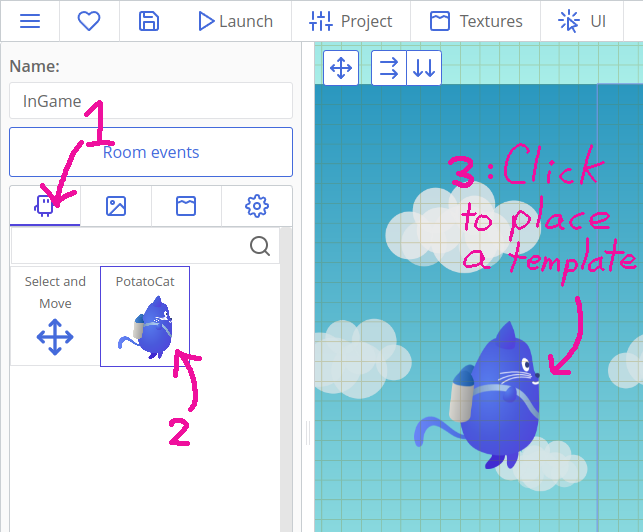 Launch Project Textures UI
Name:
InGame
1
Room events
3: Click
to place
a template
Select and
Move
PotatoCat
2